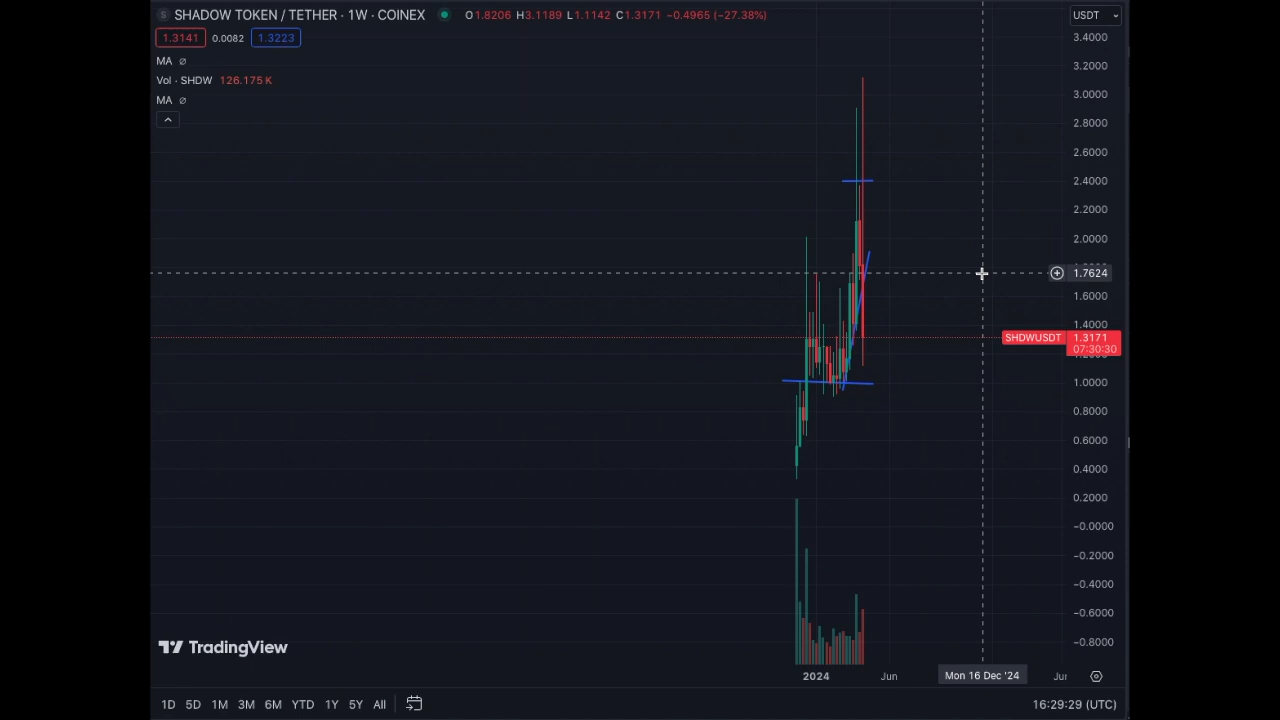 S SHADOW TOKEN / TETHER · 1W · COINEX O1.8206 H3.1189 L1.1142 C1.3171 −0.4965 (−27.38%) USDT
1.3141 0.0082 1.3223
MA ∅
Vol · SHDW 126.175 K
MA ∅
3.4000
3.2000
3.0000
2.8000
2.6000
2.4000
2.2000
2.0000
1.7624
1.6000
1.4000
SHDWUSDT 1.3171
07:30:30
1.0000
0.8000
0.6000
0.4000
0.2000
−0.0000
−0.2000
−0.4000
−0.6000
−0.8000
TradingView
2024 Jun Mon 16 Dec '24
1D 5D 1M 3M 6M YTD 1Y 5Y All 16:29:29 (UTC)